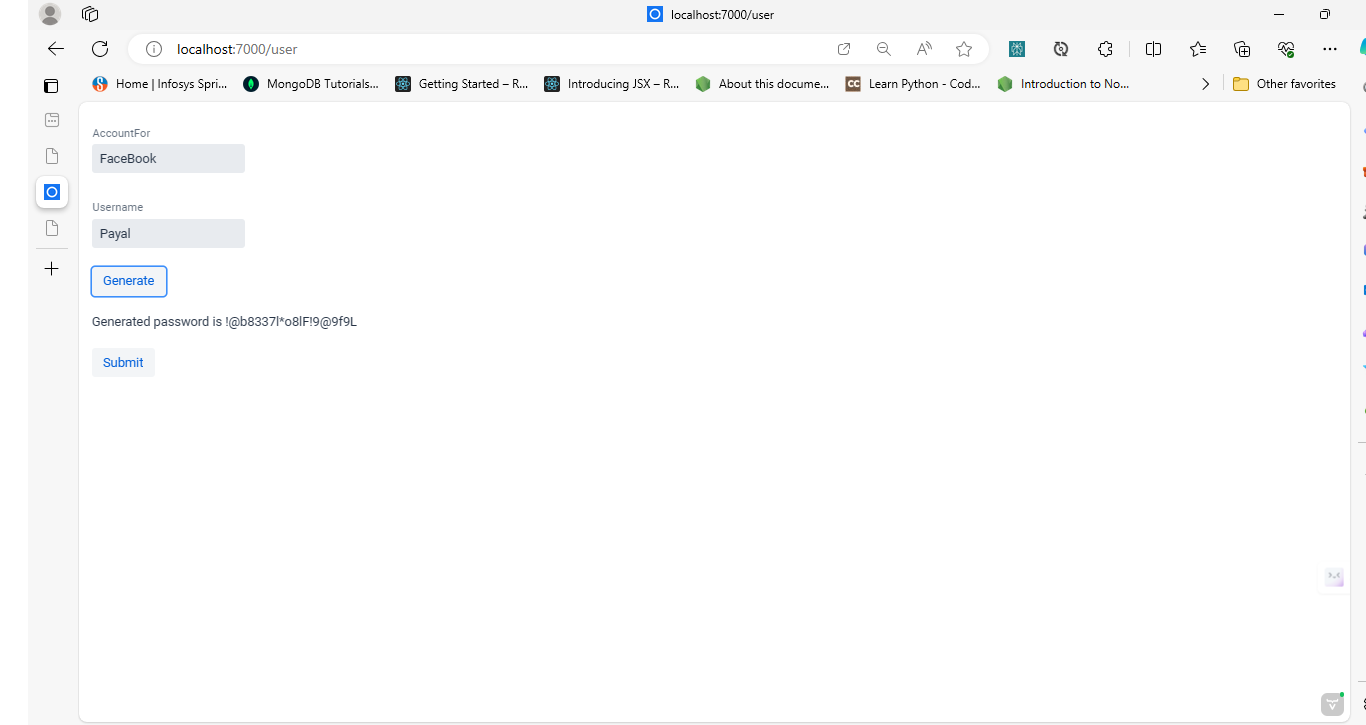 localhost:7000/user
localhost:7000/user
Home | Infosys Spri...
MongoDB Tutorials...
Getting Started – R...
Introducing JSX – R...
About this docume...
CC
Learn Python - Cod...
Introduction to No...
Other favorites
AccountFor
FaceBook
Username
Payal
Generate
Generated password is !@b8337l*o8lF!9@9f9L
Submit